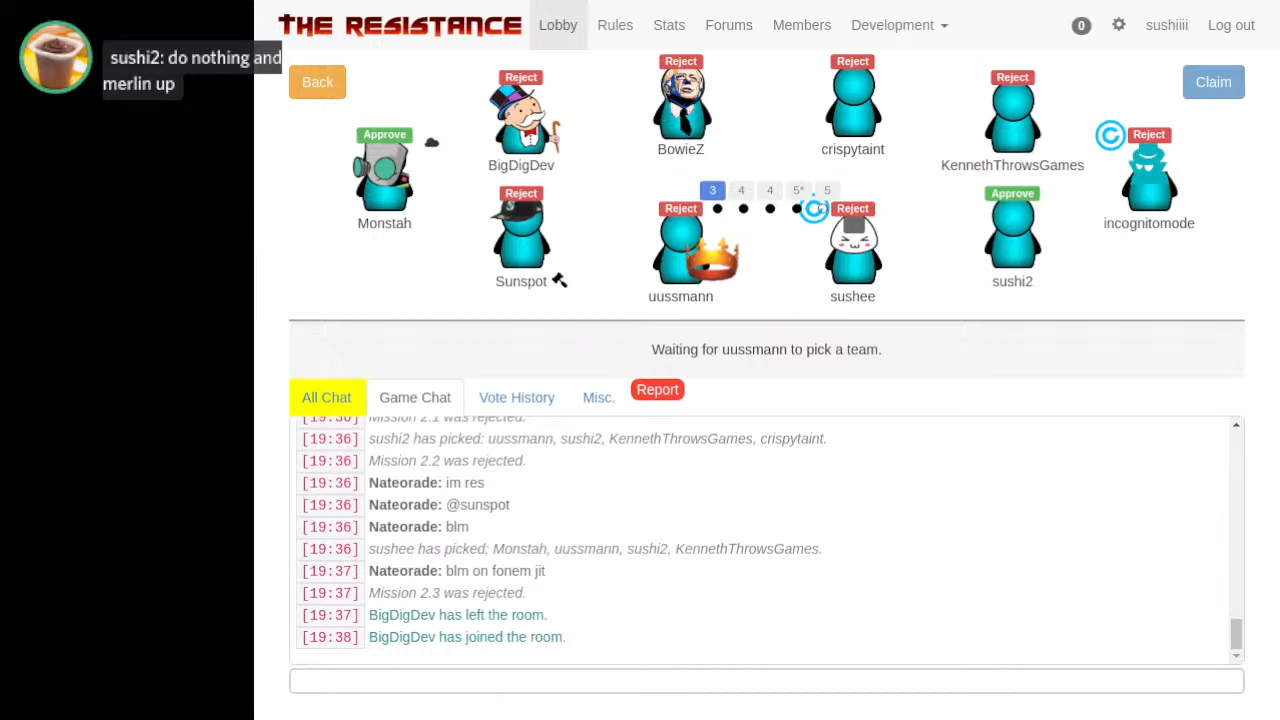 sushi2: do nothing and
merlin up
THE RESISTANCE
Lobby
Rules
Stats
Forums
Members
Development
0
sushiiii
Log out
Back
Claim
Reject
BigDigDev
Reject
BowieZ
Reject
crispytaint
Reject
KennethThrowsGames
Reject
incognitomode
Approve
Monstah
3 4 4 5* 5
Reject
Sunspot
Reject
uussmann
Reject
sushee
Approve
sushi2
Waiting for uussmann to pick a team.
All Chat
Game Chat
Vote History
Misc.
Report
[19:36] Mission 2.1 was rejected.
[19:36] sushi2 has picked: uussmann, sushi2, KennethThrowsGames, crispytaint.
[19:36] Mission 2.2 was rejected.
[19:36] Nateorade: im res
[19:36] Nateorade: @sunspot
[19:36] Nateorade: blm
[19:36] sushee has picked: Monstah, uussmann, sushi2, KennethThrowsGames.
[19:37] Nateorade: blm on fonem jit
[19:37] Mission 2.3 was rejected.
[19:37] BigDigDev has left the room.
[19:38] BigDigDev has joined the room.